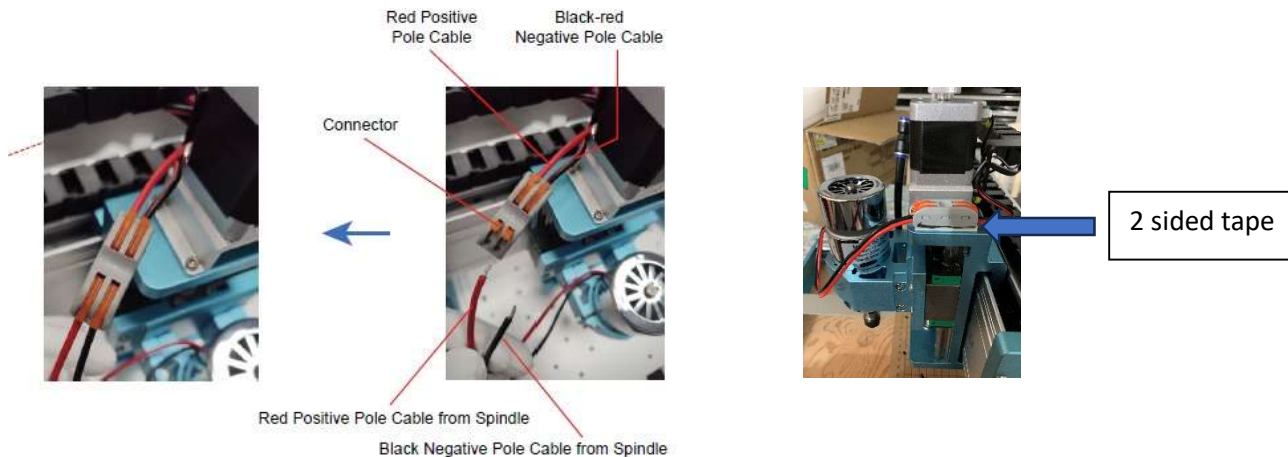 Red Positive
Pole Cable
Black-red
Negative Pole Cable
Connector
2 sided tape
Red Positive Pole Cable from Spindle
Black Negative Pole Cable from Spindle